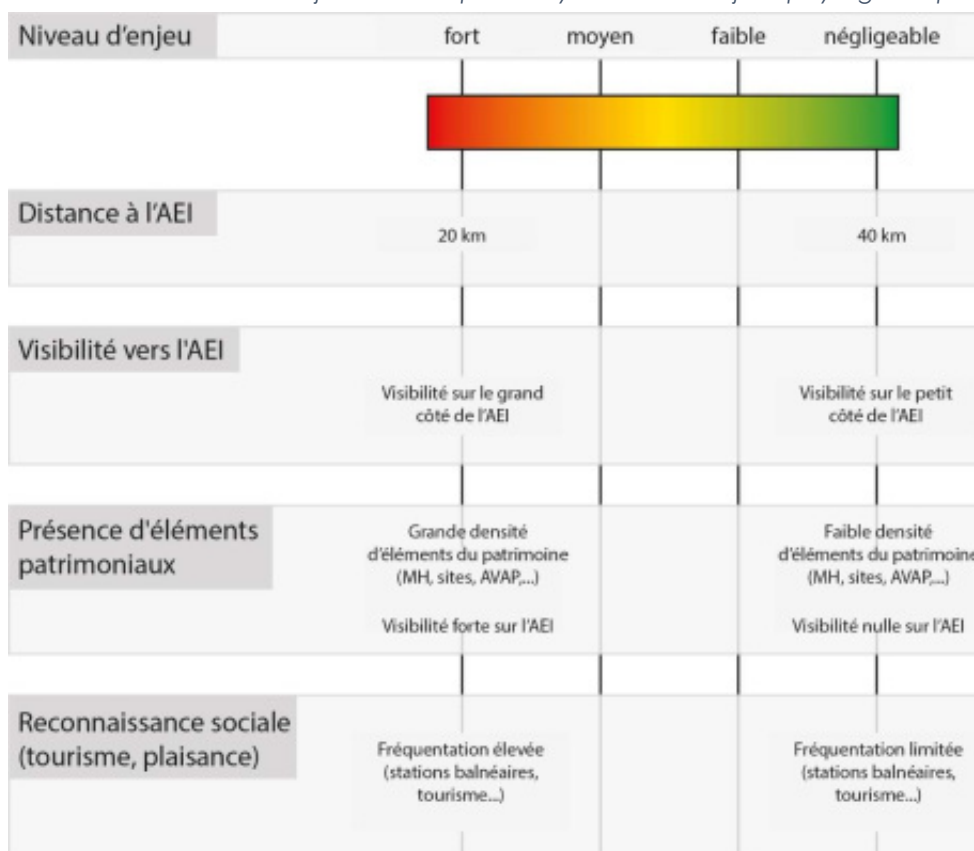 Niveau d'enjeu fort moyen faible négligeable
Distance à l'AEI
20 km 40 km
Visibilité vers l'AEI
Visibilité sur le grand
côté de l'AEI
Visibilité sur le petit
côté de l'AEI
Présence d'éléments
patrimoniaux
Grande densité
d'éléments du patrimoine
(MH, sites, AVAP,...)
Visibilité forte sur l'AEI
Faible densité
d'éléments du patrimoine
(MH, sites, AVAP,...)
Visibilité nulle sur l'AEI
Reconnaissance sociale
(tourisme, plaisance)
Fréquentation élevée
(stations balnéaires,
tourisme...)
Fréquentation limitée
(stations balnéaires,
tourisme...)